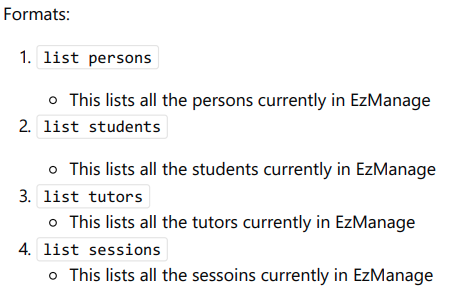 Formats:
1. list persons
○ This lists all the persons currently in EzManage
2. list students
○ This lists all the students currently in EzManage
3. list tutors
○ This lists all the tutors currently in EzManage
4. list sessions
○ This lists all the sessoins currently in EzManage